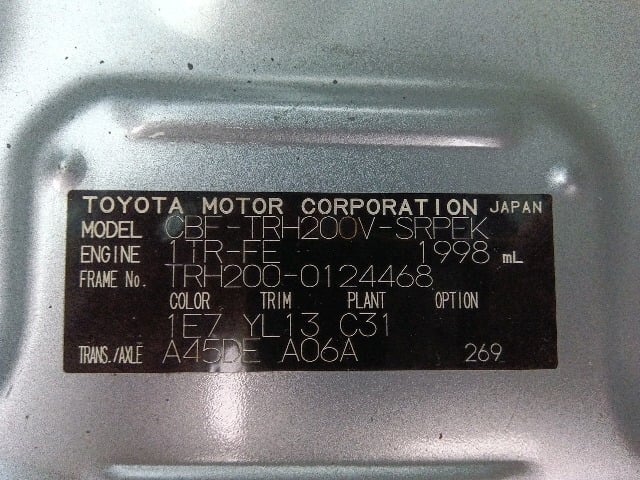 TOYOTA MOTOR CORPORATION JAPAN
MODEL CBF-TRH200V-SRPEK
ENGINE 1TR-FE 1998 mL
FRAME No. TRH200-0124468
COLOR TRIM PLANT OPTION
1E7 YL13 C31
TRANS./AXLE A45DE A06A 269